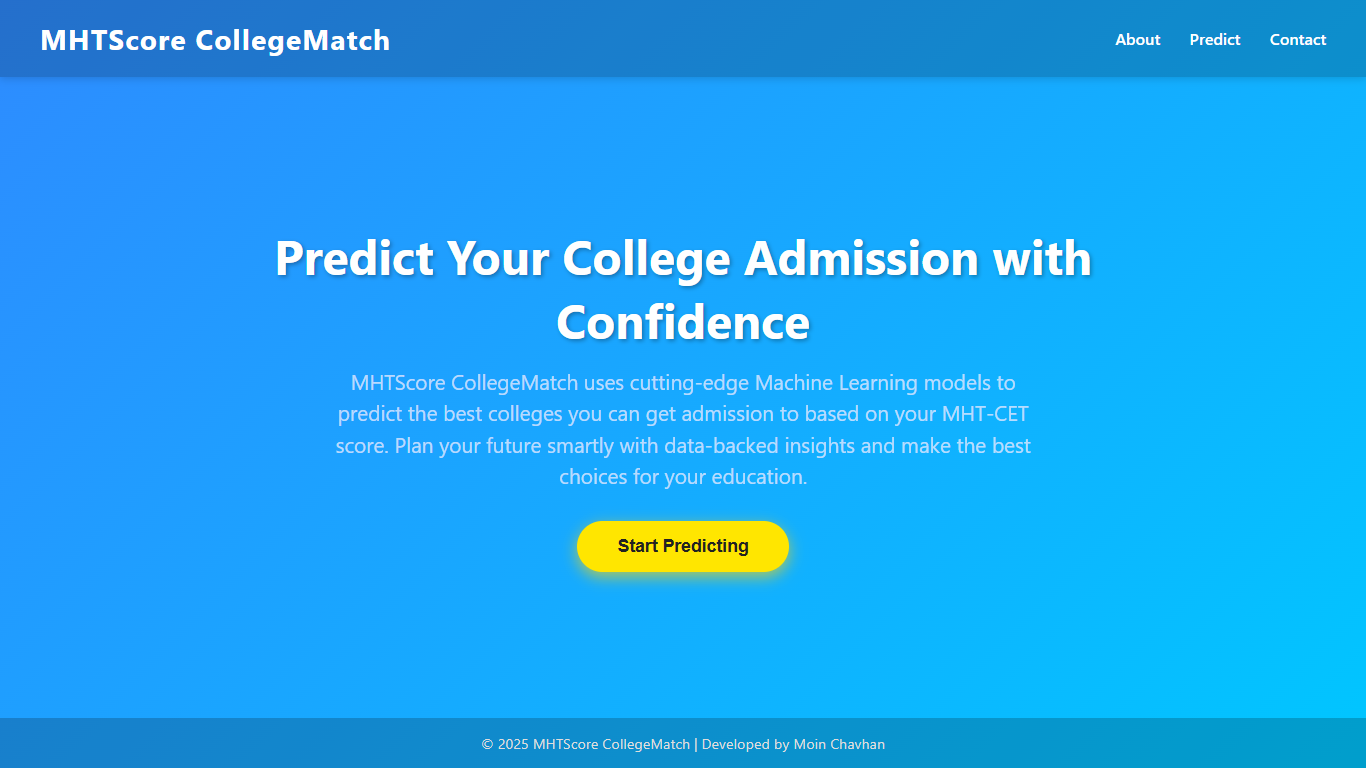 MHTScore CollegeMatch
About Predict Contact
Predict Your College Admission with
Confidence
MHTScore CollegeMatch uses cutting-edge Machine Learning models to
predict the best colleges you can get admission to based on your MHT-CET
score. Plan your future smartly with data-backed insights and make the best
choices for your education.
Start Predicting
© 2025 MHTScore CollegeMatch | Developed by Moin Chavhan